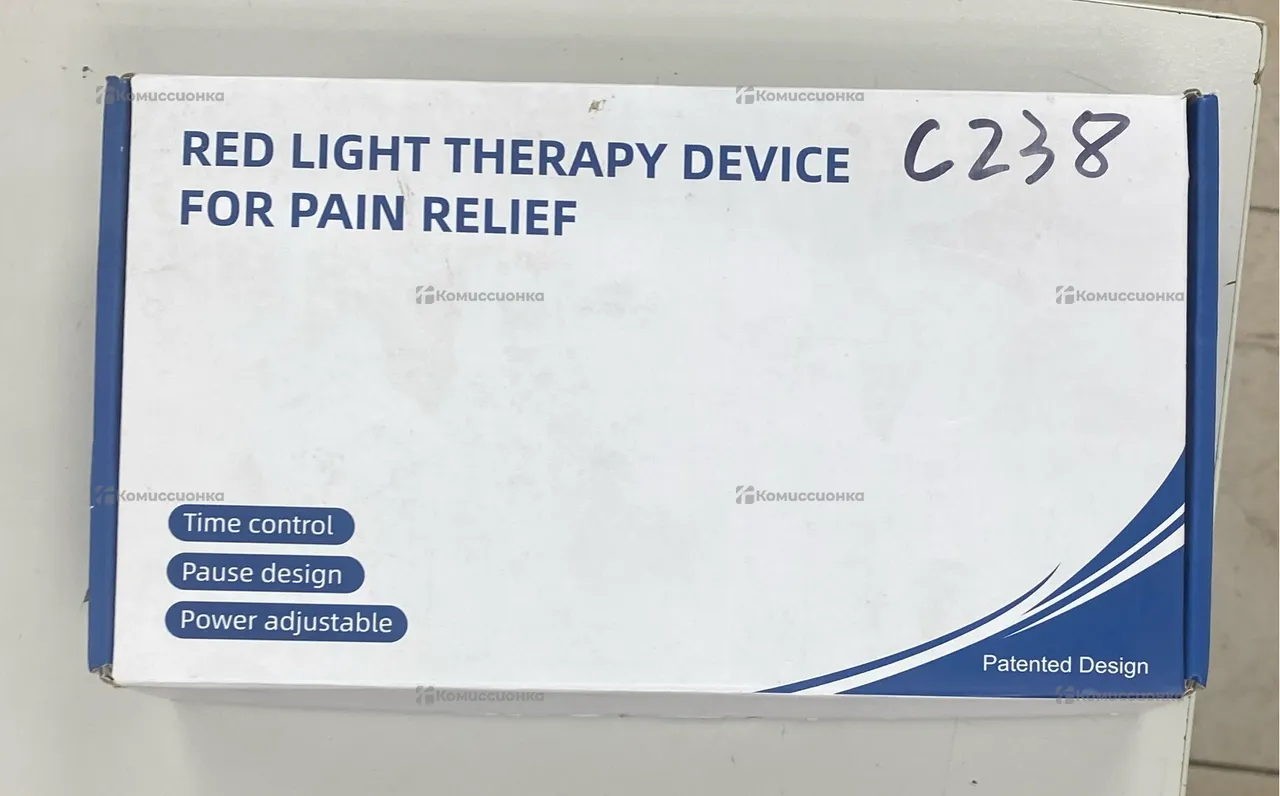 RED LIGHT THERAPY DEVICE
FOR PAIN RELIEF
C238
Time control
Pause design
Power adjustable
Patented Design
Комиссионка
Комиссионка
Комиссионка
Комиссионка
Комиссионка
Комиссионка
Комиссионка
Комиссионка